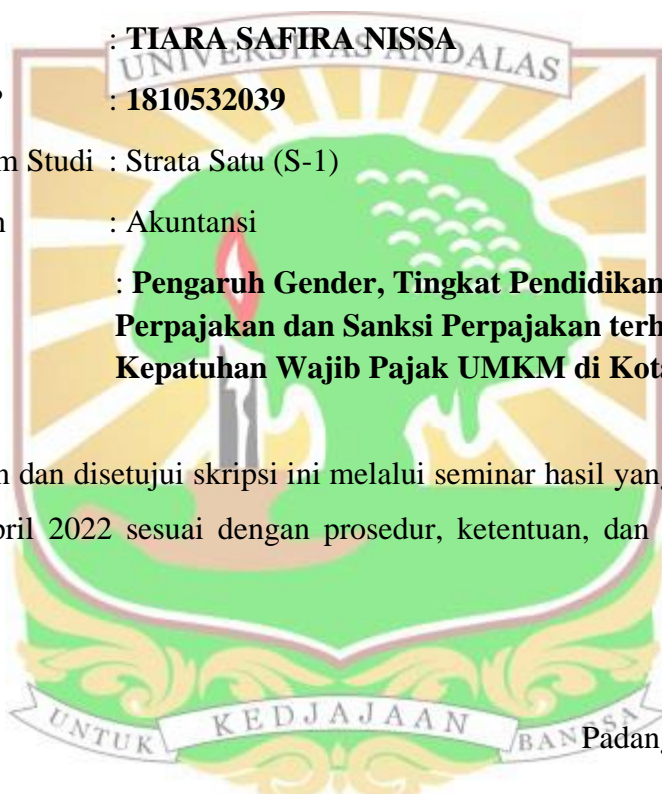 : TIARA SAFIRA NISSA
UNIVERSITAS ANDALAS
: 1810532039
m Studi : Strata Satu (S-1)
n : Akuntansi
: Pengaruh Gender, Tingkat Pendidikan
Perpajakan dan Sanksi Perpajakan terh
Kepatuhan Wajib Pajak UMKM di Kota
n dan disetujui skripsi ini melalui seminar hasil yang
pril 2022 sesuai dengan prosedur, ketentuan, dan
UNTUK KEDJAJAAN BANGSA
Padang